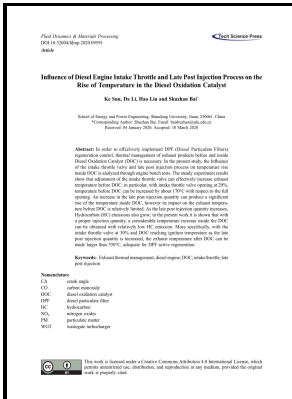 Fluid Dynamics & Materials Processing
DOI:10.32604/fdmp.2020.09591
Article
Tech Science Press
Influence of Diesel Engine Intake Throttle and Late Post Injection Process on the
Rise of Temperature in the Diesel Oxidation Catalyst
Ke Sun, Da Li, Hao Liu and Shuzhan Bai*
School of Energy and Power Engineering, Shandong University, Jinan, 250061, China
*Corresponding Author: Shuzhan Bai. Email: baishuzhan@sdu.edu.cn
Received: 04 January 2020; Accepted: 10 March 2020
Abstract: In order to effectively implement DPF (Diesel Particulate Filters)
regeneration control, thermal management of exhaust products before and inside
Diesel Oxidation Catalyst (DOC) is necessary. In the present study, the influence
of the intake throttle valve and late post injection process on temperature rise
inside DOC is analyzed through engine bench tests. The steady experiment results
show that adjustment of the intake throttle valve can effectively increase exhaust
temperature before DOC; in particular, with intake throttle valve opening at 20%,
temperature before DOC can be increased by about 170°C with respect to the full
opening. An increase in the late post injection quantity can produce a significant
rise of the temperature inside DOC, however its impact on the exhaust tempera-
ture before DOC is relatively limited. As the late post injection quantity increases,
Hydrocarbon (HC) emissions also grow; in the present work it is shown that with
a proper injection quantity, a considerable temperature increase inside the DOC
can be obtained with relatively low HC emission. More specifically, with the
intake throttle valve at 30% and DOC reaching ignition temperature as the late
post injection quantity is increased, the exhaust temperature after DOC can be
made larger than 550°C, adequate for DPF active regeneration.
Keywords: Exhaust thermal management; diesel engine; DOC; intake throttle; late
post injection
Nomenclature
CA crank angle
CO carbon monoxide
DOC diesel oxidation catalyst
DPF diesel particulate filter
HC hydrocarbon
NOx nitrogen oxides
PM particulate matter
WGT wastegate turbocharger
This work is licensed under a Creative Commons Attribution 4.0 International License, which
permits unrestricted use, distribution, and reproduction in any medium, provided the original
work is properly cited.